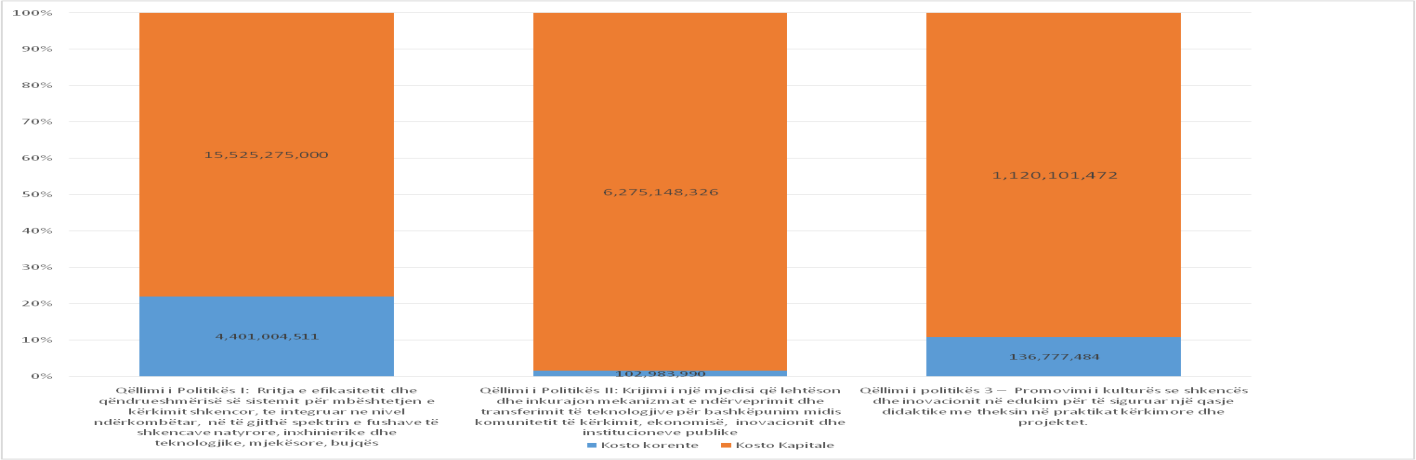 100%
90%
80%
70%
60%
50%
40%
30%
20%
10%
0%
15,525,275,000
6,275,148,326
1,120,101,472
4,401,004,511
102,983,990
136,777,484
Qëllimi i Politikës I: Rritja e efikasitetit dhe
qëndrueshmërisë së sistemit për mbështetjen e
kërkimit shkencor, te integruar ne nivel
ndërkombëtar, në të gjithë spektrin e fushave të
shkencave natyrore, inxhinierike dhe
teknologjike, mjekësore, bujqës
Qëllimi i Politikës II: Krijimi i një mjedisi që lehtëson
dhe inkurajon mekanizmat e ndërveprimit dhe
transferimit të teknologjive për bashkëpunim midis
komunitetit të kërkimit, ekonomisë, inovacionit dhe
institucioneve publike
Qëllimi i politikës 3 – Promovimi i kulturës se shkencës
dhe inovacionit në edukim për të siguruar një qasje
didaktike me theksin në praktikat kërkimore dhe
projektet.
Kosto korente
Kosto Kapitale